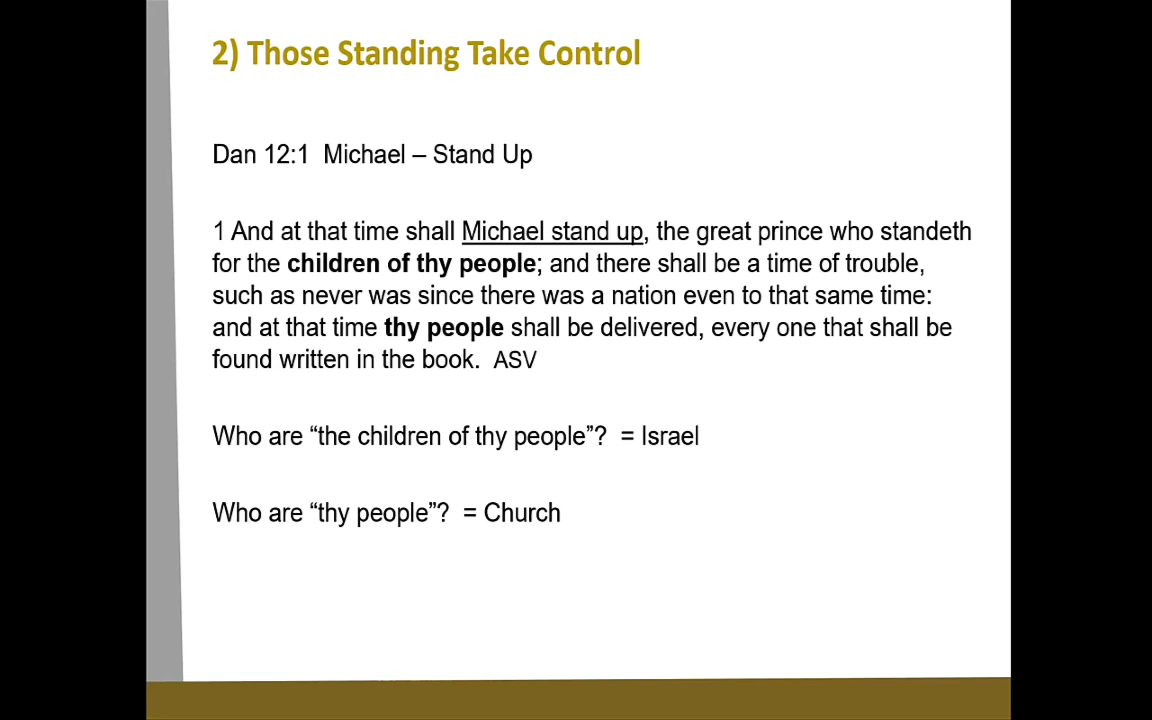 2) Those Standing Take Control
Dan 12:1  Michael – Stand Up
1 And at that time shall Michael stand up, the great prince who standeth
for the children of thy people; and there shall be a time of trouble,
such as never was since there was a nation even to that same time:
and at that time thy people shall be delivered, every one that shall be
found written in the book.  ASV
Who are “the children of thy people”?  = Israel
Who are “thy people”?  = Church